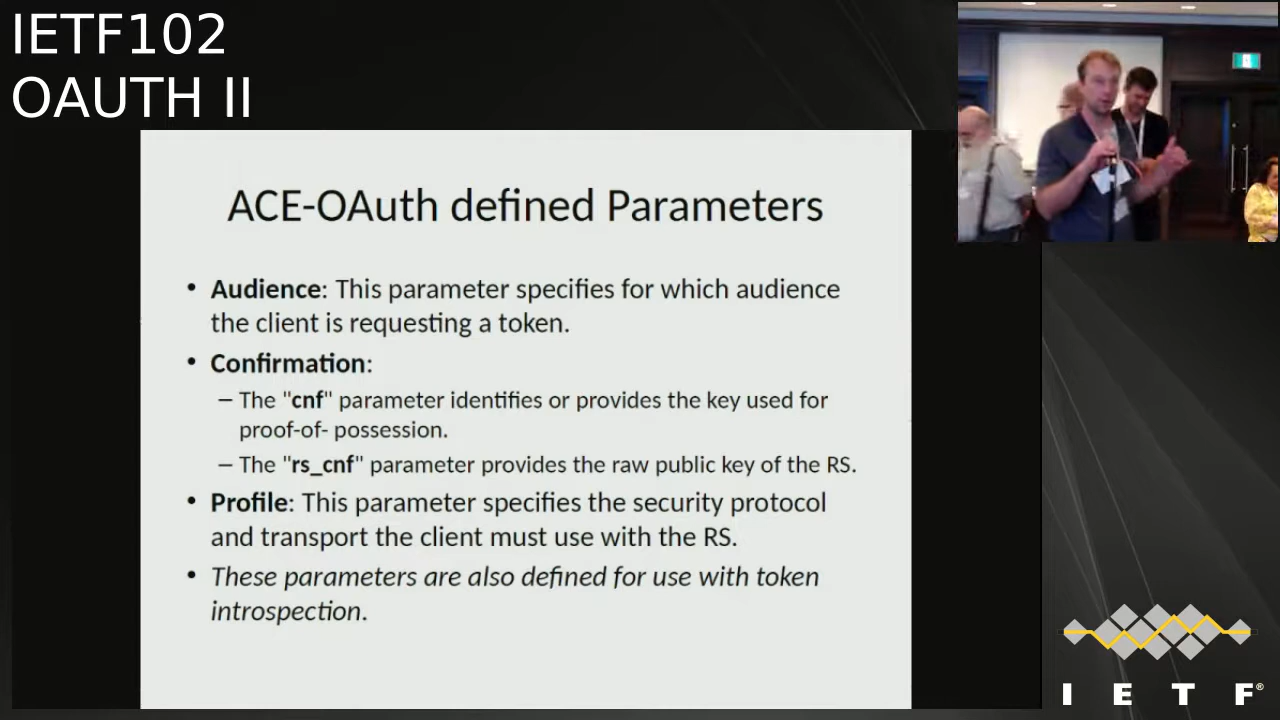 IETF102
OAUTH II
ACE-OAuth defined Parameters
• Audience: This parameter specifies for which audience
the client is requesting a token.
• Confirmation:
– The "cnf" parameter identifies or provides the key used for
proof-of- possession.
– The "rs_cnf" parameter provides the raw public key of the RS.
• Profile: This parameter specifies the security protocol
and transport the client must use with the RS.
• These parameters are also defined for use with token
introspection.
I E T F®